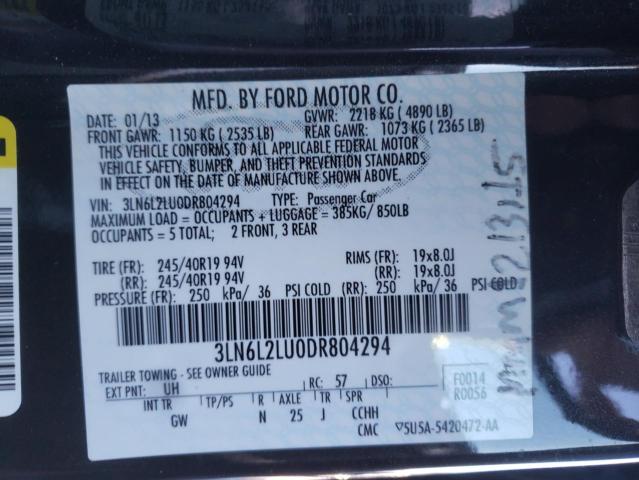 MFD. BY FORD MOTOR CO.
DATE: 01/13 GVWR: 2218 KG ( 4890 LB)
FRONT GAWR: 1150 KG ( 2535 LB) REAR GAWR: 1073 KG ( 2365 LB)
THIS VEHICLE CONFORMS TO ALL APPLICABLE FEDERAL MOTOR
VEHICLE SAFETY, BUMPER, AND THEFT PREVENTION STANDARDS
IN EFFECT ON THE DATE OF MANUFACTURE SHOWN ABOVE.
VIN: 3LN6L2LU0DR804294 TYPE: Passenger Car
MAXIMUM LOAD = OCCUPANTS + LUGGAGE = 385KG/ 850LB
OCCUPANTS = 5 TOTAL; 2 FRONT, 3 REAR
TIRE (FR): 245/40R19 94V RIMS (FR): 19x8.0J
(RR): 245/40R19 94V (RR): 19x8.0J
PRESSURE (FR): 250 kPa/ 36 PSI COLD (RR): 250 kPa/ 36 PSI COLD
3LN6L2LU0DR804294
TRAILER TOWING - SEE OWNER GUIDE
EXT PNT: UH RC: 57 DSO: F0014
R0056
INT TR TP/PS R AXLE TR SPR
GW N 25 J CCHH
CMC 5U5A-5420472-AA